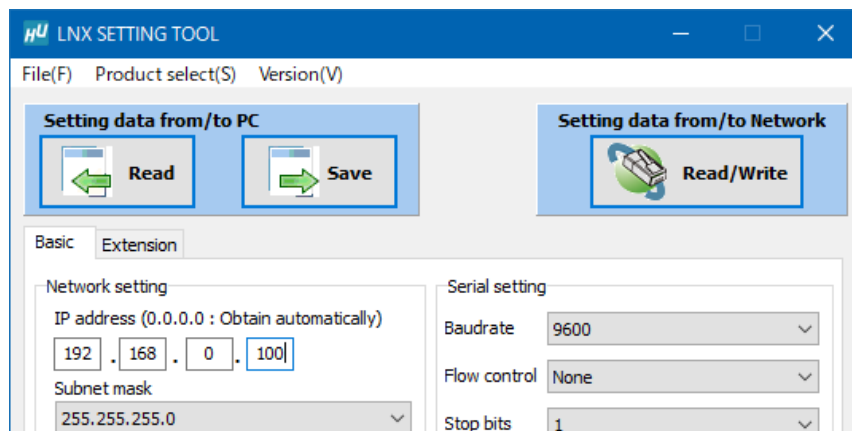 HU LNX SETTING TOOL
File(F) Product select(S) Version(V)
Setting data from/to PC
Read
Save
Setting data from/to Network
Read/Write
Basic
Extension
Network setting
IP address (0.0.0.0 : Obtain automatically)
192 . 168 . 0 . 100
Subnet mask
255.255.255.0
Serial setting
Baudrate 9600
Flow control None
Stop bits 1